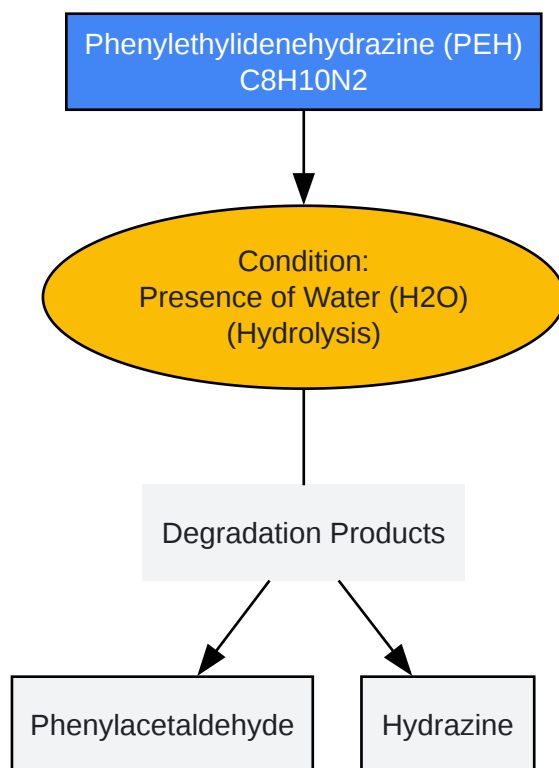 Phenylethylidenehydrazine (PEH)
C8H10N2
Condition:
Presence of Water (H2O)
(Hydrolysis)
Degradation Products
Phenylacetaldehyde
Hydrazine